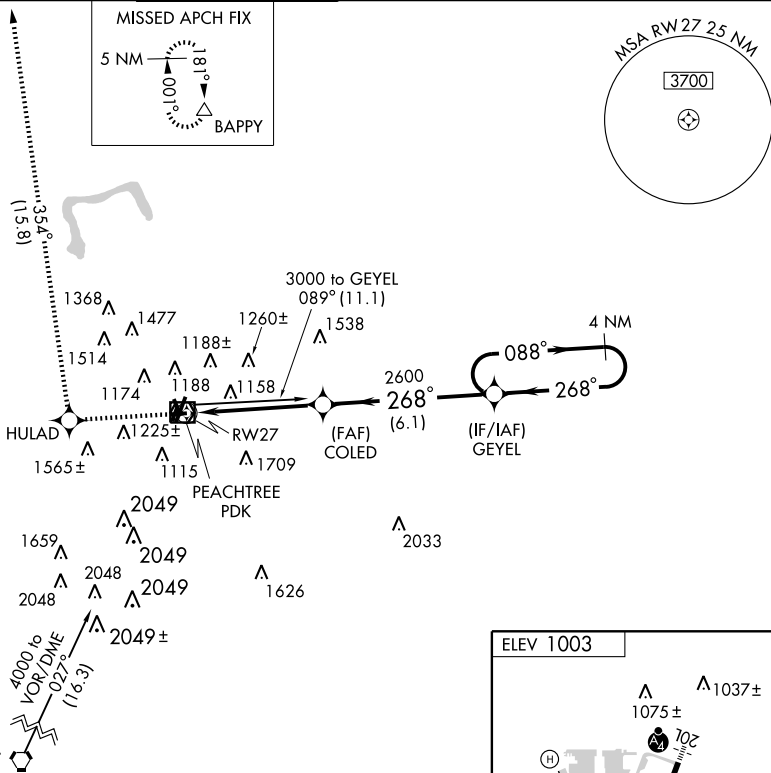 MISSED APCH FIX
5 NM
181°
001°
BAPPY
MSA RW27 25 NM
3700
354°
(15.8)
3000 to GEYEL
089° (11.1)
1368
1477
1260±
1538
1514
1188±
4 NM
088°
1174
1188
1158
2600
268°
(6.1)
268°
HULAD
1225±
RW27
(FAF)
COLED
(IF/IAF)
GEYEL
1565±
1115
1709
PEACHTREE
PDK
2049
2049
2033
1659
2048
2048
2049
1626
2049±
4000 to
VOR/DME
027°
(16.3)
ELEV 1003
1037±
1075±
A4
20L
H